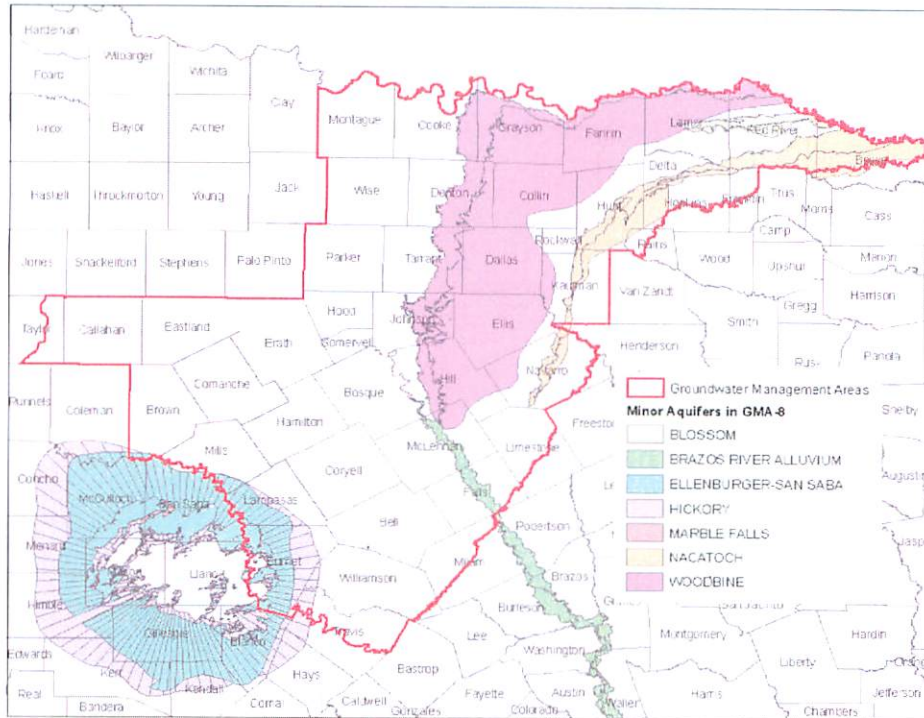 Hardeman
Wilbarger
Wichita
Foard
Clay
Montague
Cooke
Grayson
Fannin
Lamar
Red River
Knox
Baylor
Archer
Bowie
Delta
Haskell
Throckmorton
Young
Jack
Wise
Denton
Collin
Hunt
Hopkins
Titus
Morris
Cass
Camp
Rockwall
Rains
Wood
Upshur
Marion
Jones
Shackelford
Stephens
Palo Pinto
Parker
Tarrant
Dallas
Kaufman
Van Zandt
Gregg
Harrison
Smith
Taylor
Callahan
Eastland
Hood
Johnson
Ellis
Erath
Somervell
Henderson
Rus-
Panola
Navarro
Comanche
Hill
Bosque
Runnels
Coleman
Brown
Hamilton
Freestone
Shelby
Mills
McLennan
Limestone
Coryell
Concho
McCulloch
San Saba
Lampasas
Falls
Augustin
Bell
Robertson
Menard
Milam
Llano
Burnet
Williamson
Brazos
Kimble
Burleson
San Jacinto
Gillespie
Blanco
Travis
Lee
Montgomery
Hardin
Washington
Liberty
Edwards
Kerr
Hays
Bastrop
Real
Kendall
Austin
Waller
Harris
Bandera
Comal
Caldwell
Fayette
Colorado
Gonzales
Chambers
Jefferson
Groundwater Management Areas
Minor Aquifers in GMA-8
BLOSSOM
BRAZOS RIVER ALLUVIUM
ELLENBURGER-SAN SABA
HICKORY
MARBLE FALLS
NACATOCH
WOODBINE